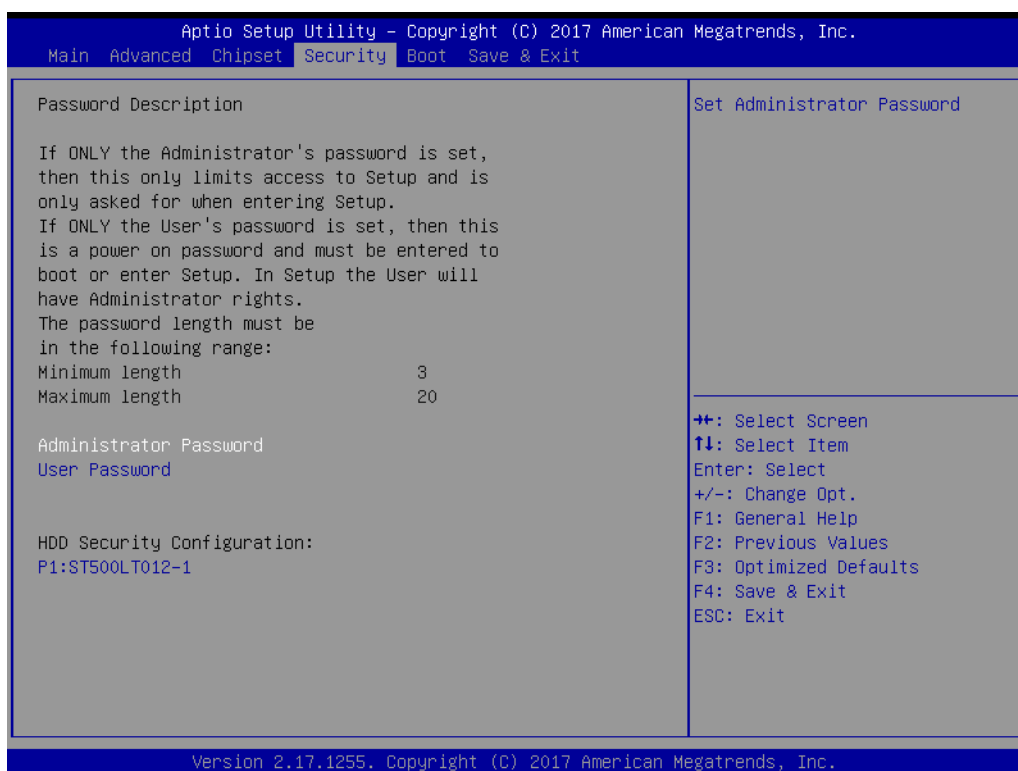 Aptio Setup Utility – Copyright (C) 2017 American Megatrends, Inc.
Main Advanced Chipset Security Boot Save & Exit
Password Description
If ONLY the Administrator's password is set,
then this only limits access to Setup and is
only asked for when entering Setup.
If ONLY the User's password is set, then this
is a power on password and must be entered to
boot or enter Setup. In Setup the User will
have Administrator rights.
The password length must be
in the following range:
Minimum length 3
Maximum length 20
Administrator Password
User Password
HDD Security Configuration:
P1:ST500LT012-1
Set Administrator Password
→←: Select Screen
↑↓: Select Item
Enter: Select
+/-: Change Opt.
F1: General Help
F2: Previous Values
F3: Optimized Defaults
F4: Save & Exit
ESC: Exit
Version 2.17.1255. Copyright (C) 2017 American Megatrends, Inc.